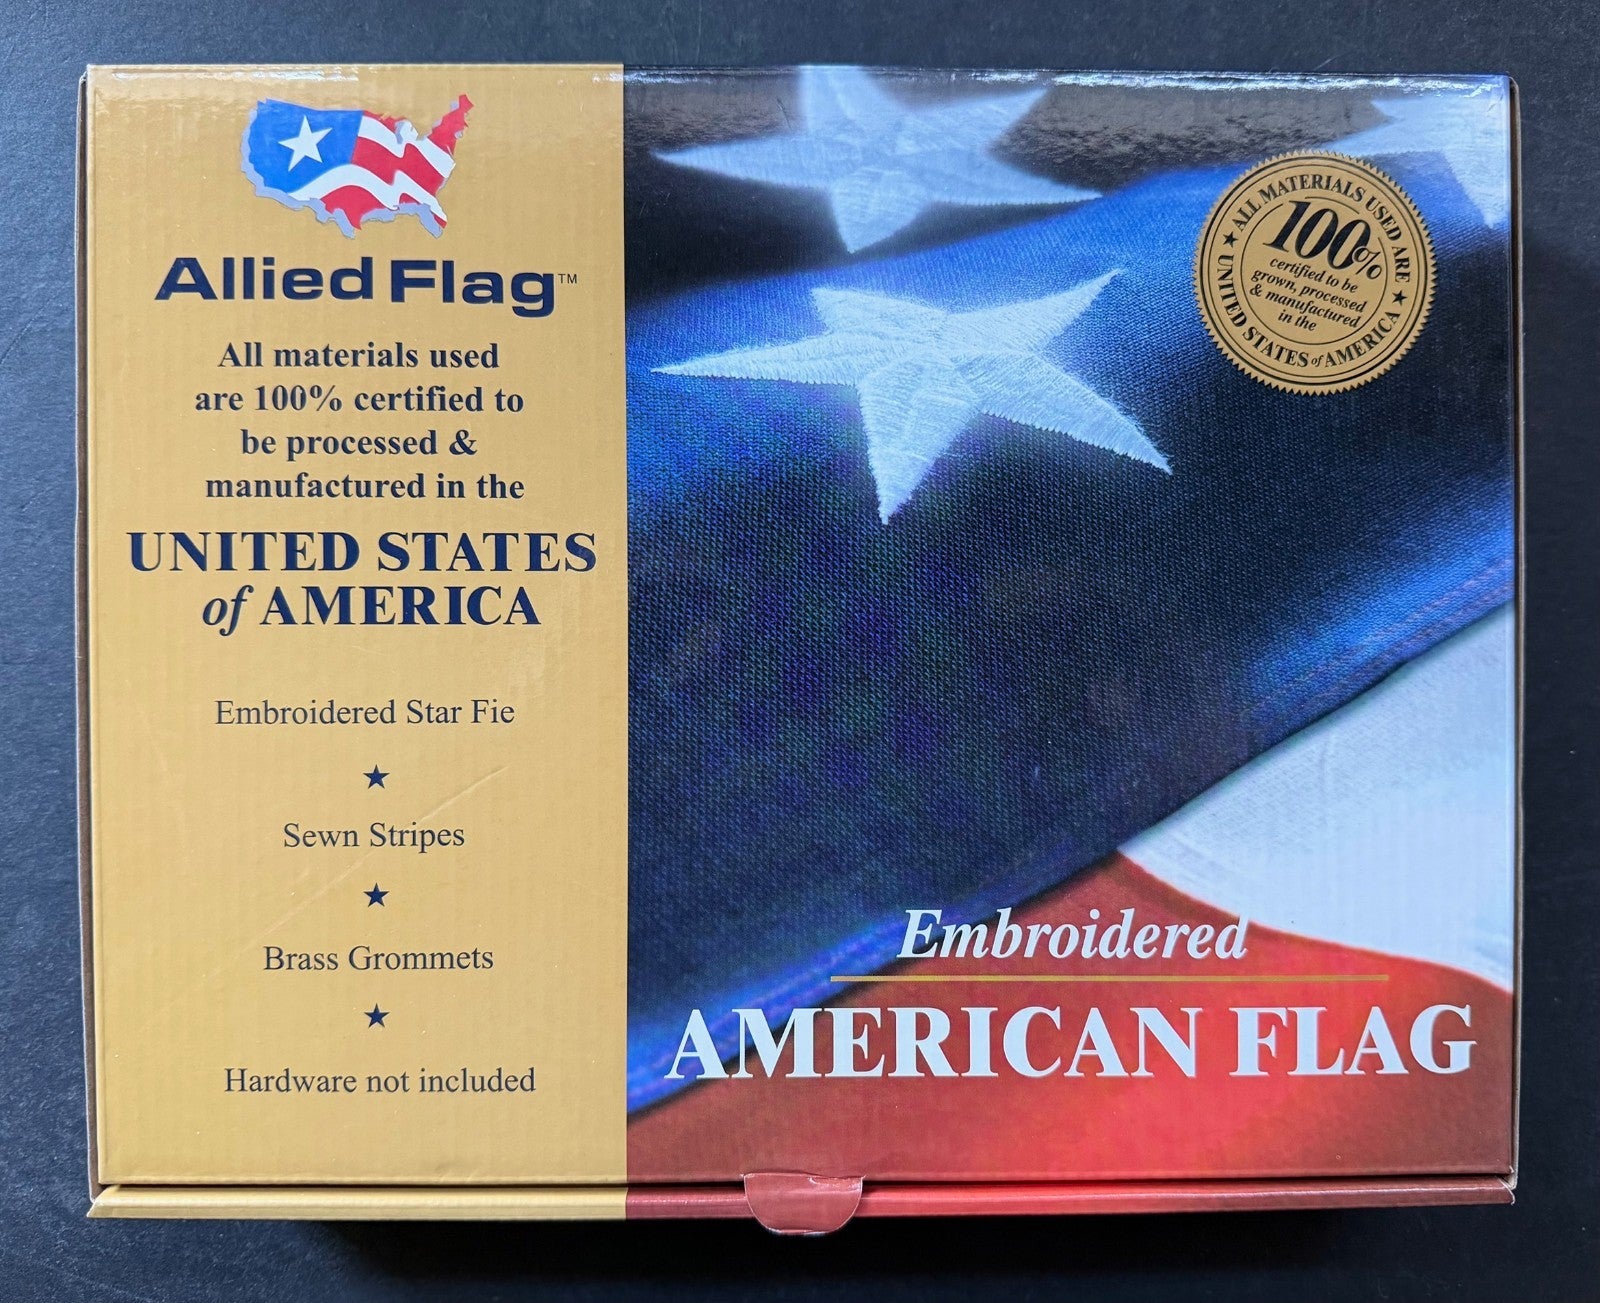 Allied Flag™
All materials used
are 100% certified to
be processed &
manufactured in the
UNITED STATES
of AMERICA
Embroidered Star Fie
★
Sewn Stripes
★
Brass Grommets
★
Hardware not included
★ ALL MATERIALS USED ARE ★
100%
certified to be
grown, processed
& manufactured
in the
UNITED STATES of AMERICA
Embroidered
AMERICAN FLAG